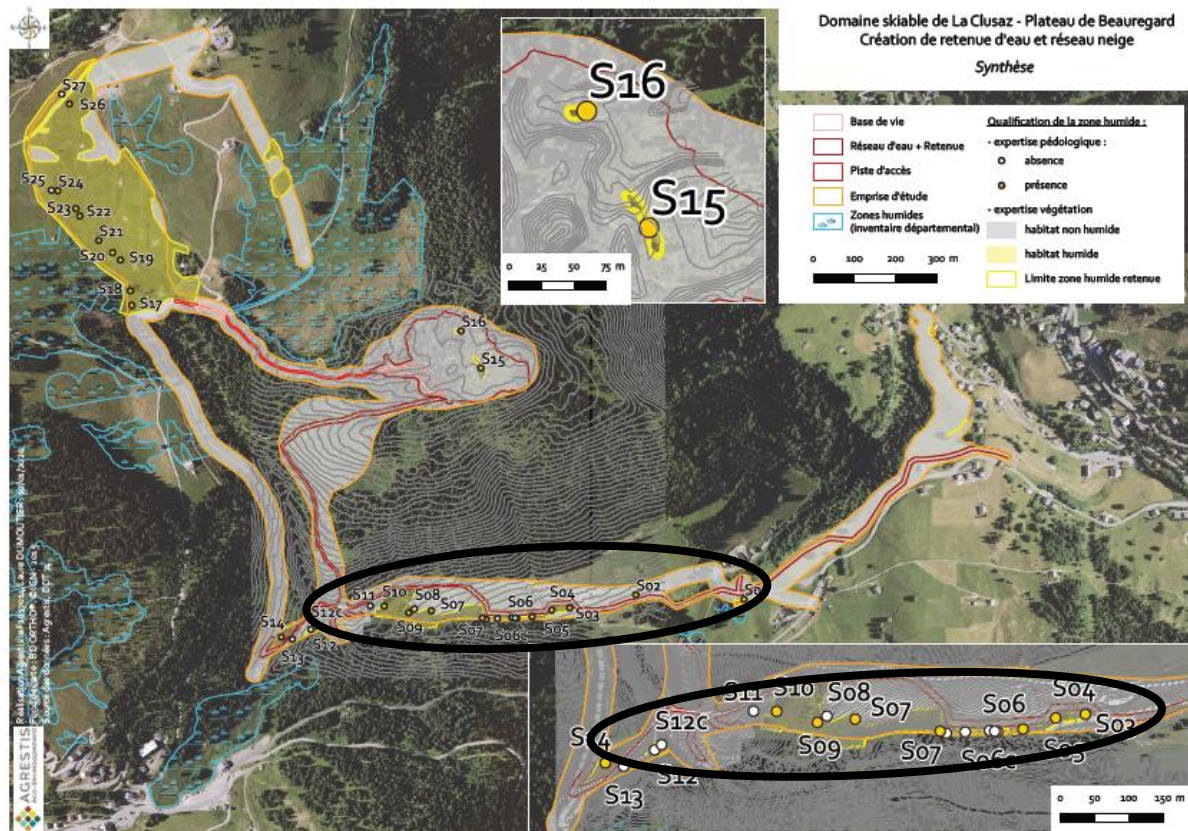 Domaine skiable de La Clusaz - Plateau de Beauregard
Création de retenue d'eau et réseau neige
Synthèse
Base de vie
Réseau d'eau + Retenue
Piste d'accès
Emprise d'étude
Zones humides
(inventaire départemental)
0 100 200 300 m
Qualification de la zone humide :
- expertise pédologique :
absence
présence
- expertise végétation
habitat non humide
habitat humide
Limite zone humide retenue
S16
S15
0 25 50 75 m
S27
S26
S25
S24
S23
S22
S21
S20
S19
S18
S17
S16
S15
S11
S10
S08
S07
S12c
S09
S07
S06
S06c
S04
S05
S03
S02
S14
S13
S12
S11
S10
S08
S07
S06
S04
S12c
S09
S07
S06c
S05
S03
S12
S13
0 50 100 150 m
AGRESTIS